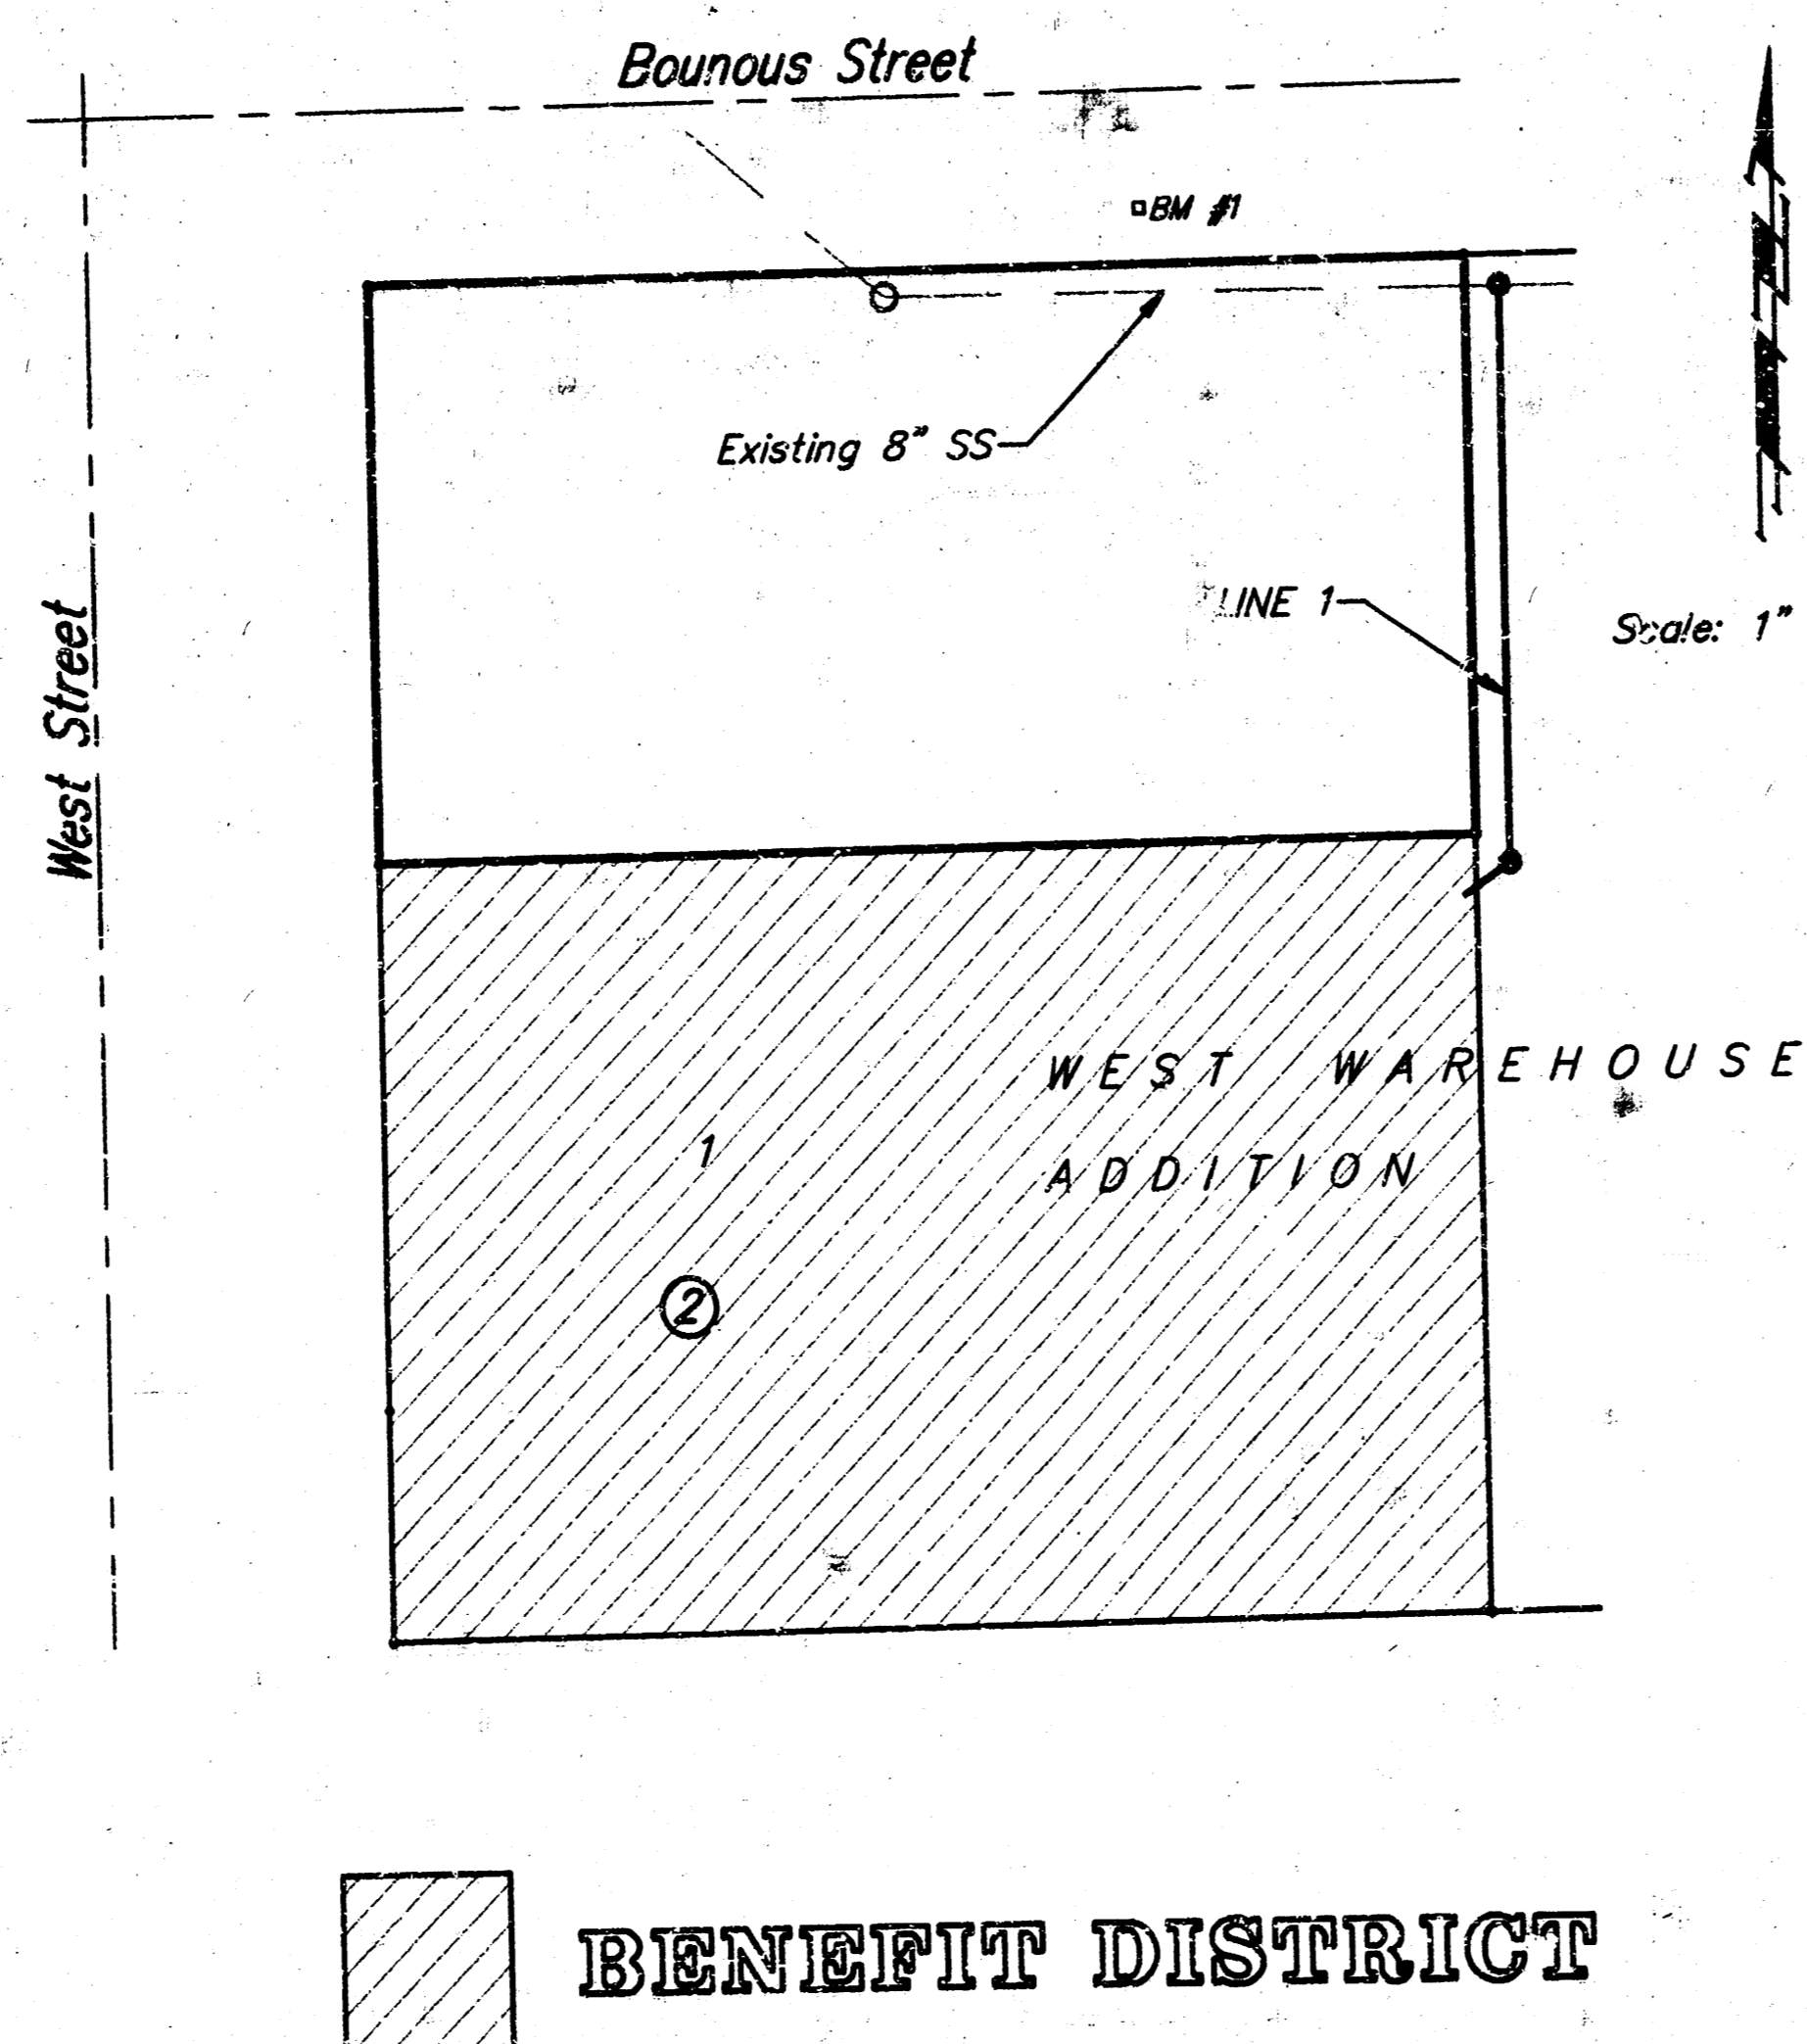 Bounous Street
BM #1
Existing 8" SS
LINE 1
Scale: 1"
West Street
WEST WAREHOUSE
ADDITION
1
2
BENEFIT DISTRICT